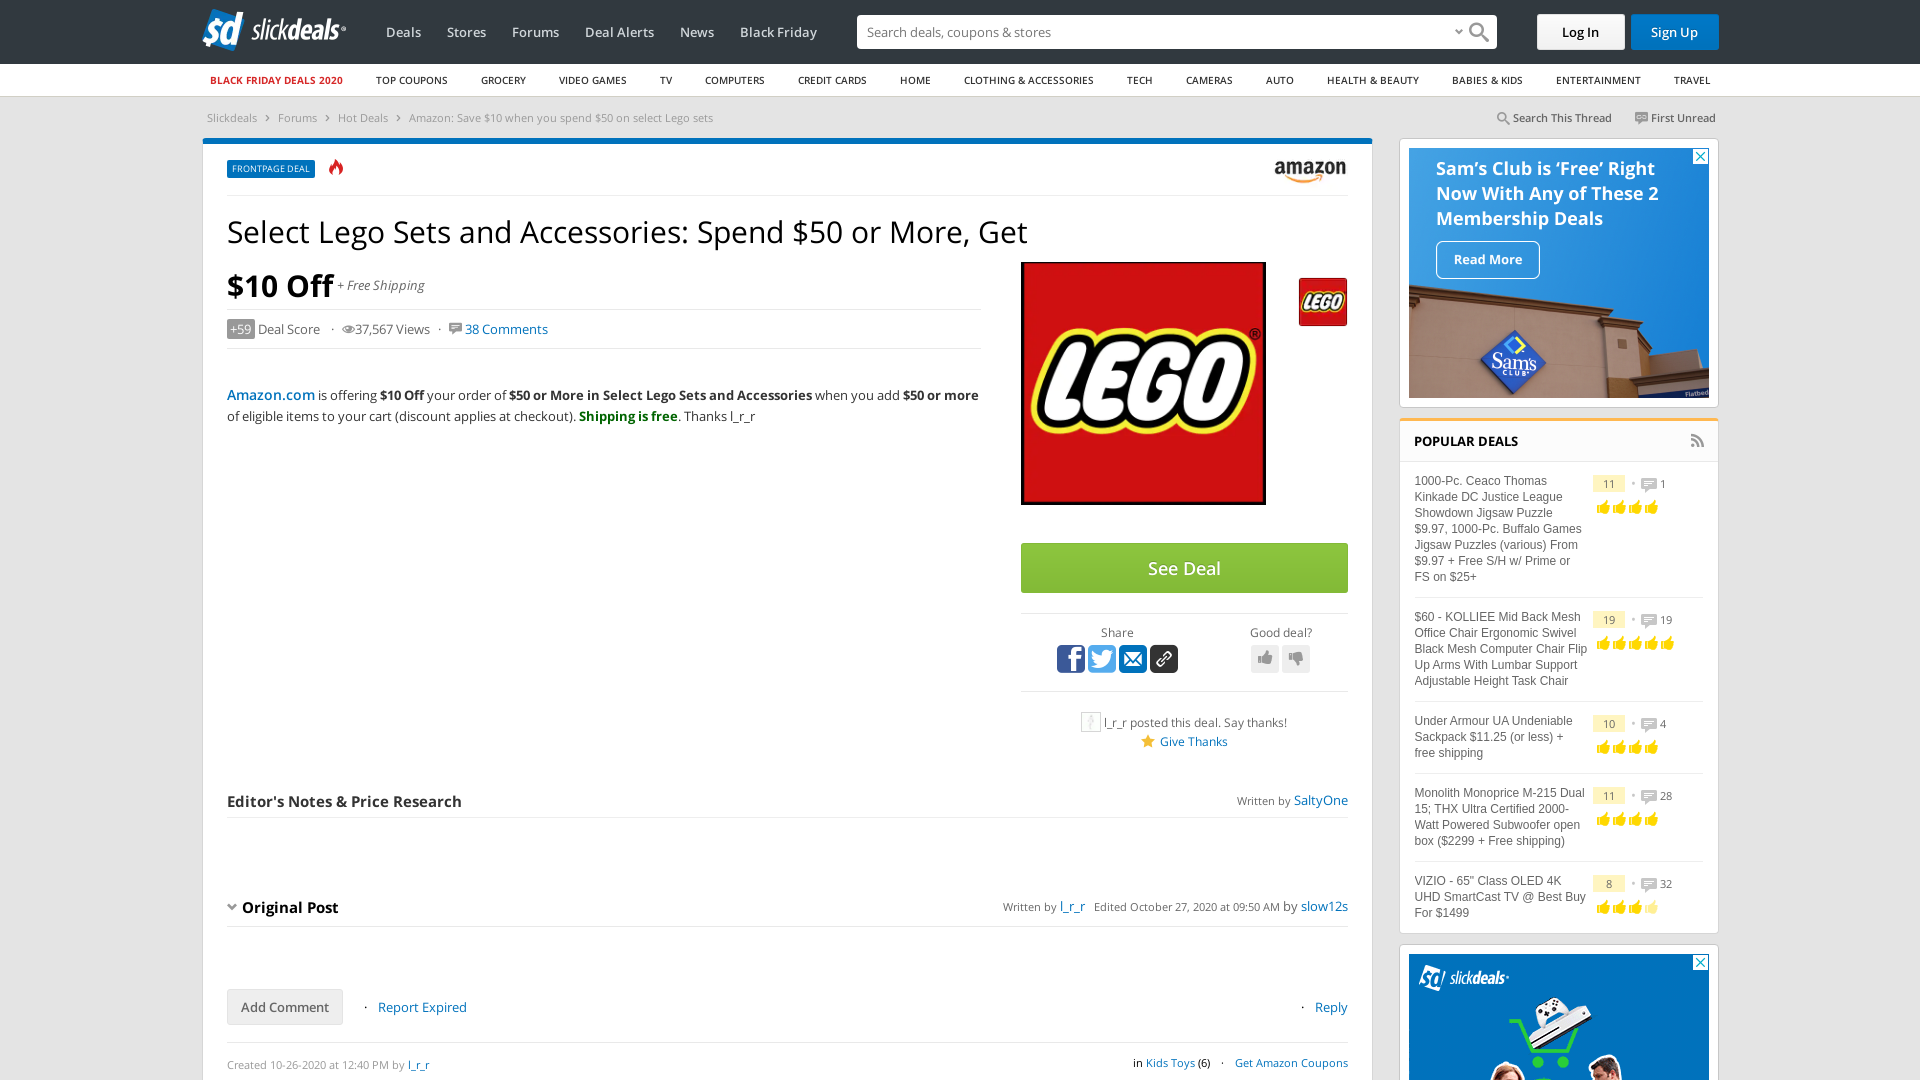 sd slickdeals
Deals Stores Forums Deal Alerts News Black Friday
Search deals, coupons & stores
Log In Sign Up
BLACK FRIDAY DEALS 2020 TOP COUPONS GROCERY VIDEO GAMES TV COMPUTERS CREDIT CARDS HOME CLOTHING & ACCESSORIES TECH CAMERAS AUTO HEALTH & BEAUTY BABIES & KIDS ENTERTAINMENT TRAVEL
Slickdeals > Forums > Hot Deals > Amazon: Save $10 when you spend $50 on select Lego sets
Search This Thread First Unread
FRONTPAGE DEAL
amazon
Select Lego Sets and Accessories: Spend $50 or More, Get
$10 Off + Free Shipping
+59 Deal Score · 37,567 Views · 38 Comments
Amazon.com is offering $10 Off your order of $50 or More in Select Lego Sets and Accessories when you add $50 or more
of eligible items to your cart (discount applies at checkout). Shipping is free. Thanks l_r_r
LEGO®
LEGO
See Deal
Share Good deal?
l_r_r posted this deal. Say thanks!
Give Thanks
Editor's Notes & Price Research
Written by SaltyOne
Original Post
Written by l_r_r Edited October 27, 2020 at 09:50 AM by slow12s
Add Comment · Report Expired
· Reply
Created 10-26-2020 at 12:40 PM by l_r_r
in Kids Toys (6) · Get Amazon Coupons
Sam's Club is ‘Free’ Right
Now With Any of These 2
Membership Deals
Read More
Sam's
CLUB
Flatbed
POPULAR DEALS
1000-Pc. Ceaco Thomas
Kinkade DC Justice League
Showdown Jigsaw Puzzle
$9.97, 1000-Pc. Buffalo Games
Jigsaw Puzzles (various) From
$9.97 + Free S/H w/ Prime or
FS on $25+
11 • 1
$60 - KOLLIEE Mid Back Mesh
Office Chair Ergonomic Swivel
Black Mesh Computer Chair Flip
Up Arms With Lumbar Support
Adjustable Height Task Chair
19 • 19
Under Armour UA Undeniable
Sackpack $11.25 (or less) +
free shipping
10 • 4
Monolith Monoprice M-215 Dual
15; THX Ultra Certified 2000-
Watt Powered Subwoofer open
box ($2299 + Free shipping)
11 • 28
VIZIO - 65" Class OLED 4K
UHD SmartCast TV @ Best Buy
For $1499
8 • 32
sd slickdeals